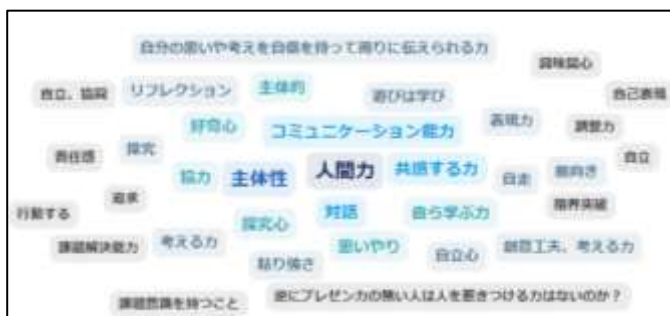 自分の思いや考えを自信を持って周りに伝えられる力
興味関心
自立、協調 リフレクション 主体的 遊びは学び 自己表現
好奇心 コミュニケーション能力 表現力 調整力
責任感 探究 協力 主体性 人間力 共感する力 自走 前向き 自立
追求
行動する 探究心 対話 自ら学ぶ力 限界突破
課題解決能力 考える力 粘り強さ 思いやり 自立心 創意工夫、考える力
課題意識を持つこと 逆にプレゼン力の無い人は人を惹きつける力はないのか?